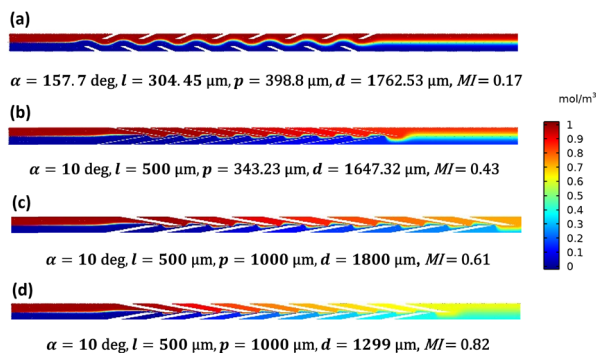 (a)
α = 157.7 deg, l = 304.45 μm, p = 398.8 μm, d = 1762.53 μm, MI= 0.17
(b)
α = 10 deg, l = 500 μm, p = 343.23 μm, d = 1647.32 μm, MI= 0.43
(c)
α = 10 deg, l = 500 μm, p = 1000 μm, d = 1800 μm, MI= 0.61
(d)
α = 10 deg, l = 500 μm, p = 1000 μm, d = 1299 μm, MI= 0.82
mol/m³
1
0.9
0.8
0.7
0.6
0.5
0.4
0.3
0.2
0.1
0